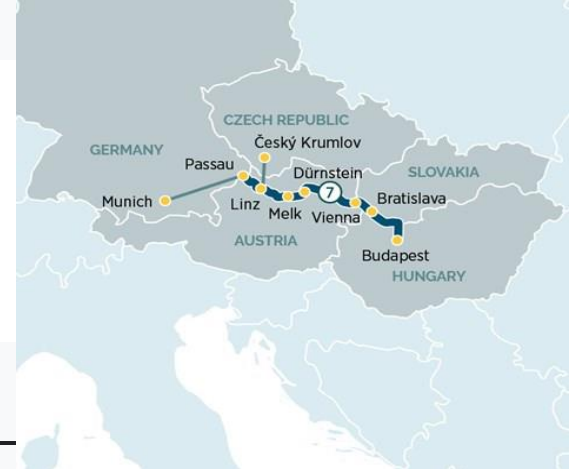 CZECH REPUBLIC
Český Krumlov
GERMANY
Passau
Dürnstein
SLOVAKIA
Munich
Linz
Melk
7
Vienna
Bratislava
AUSTRIA
Budapest
HUNGARY